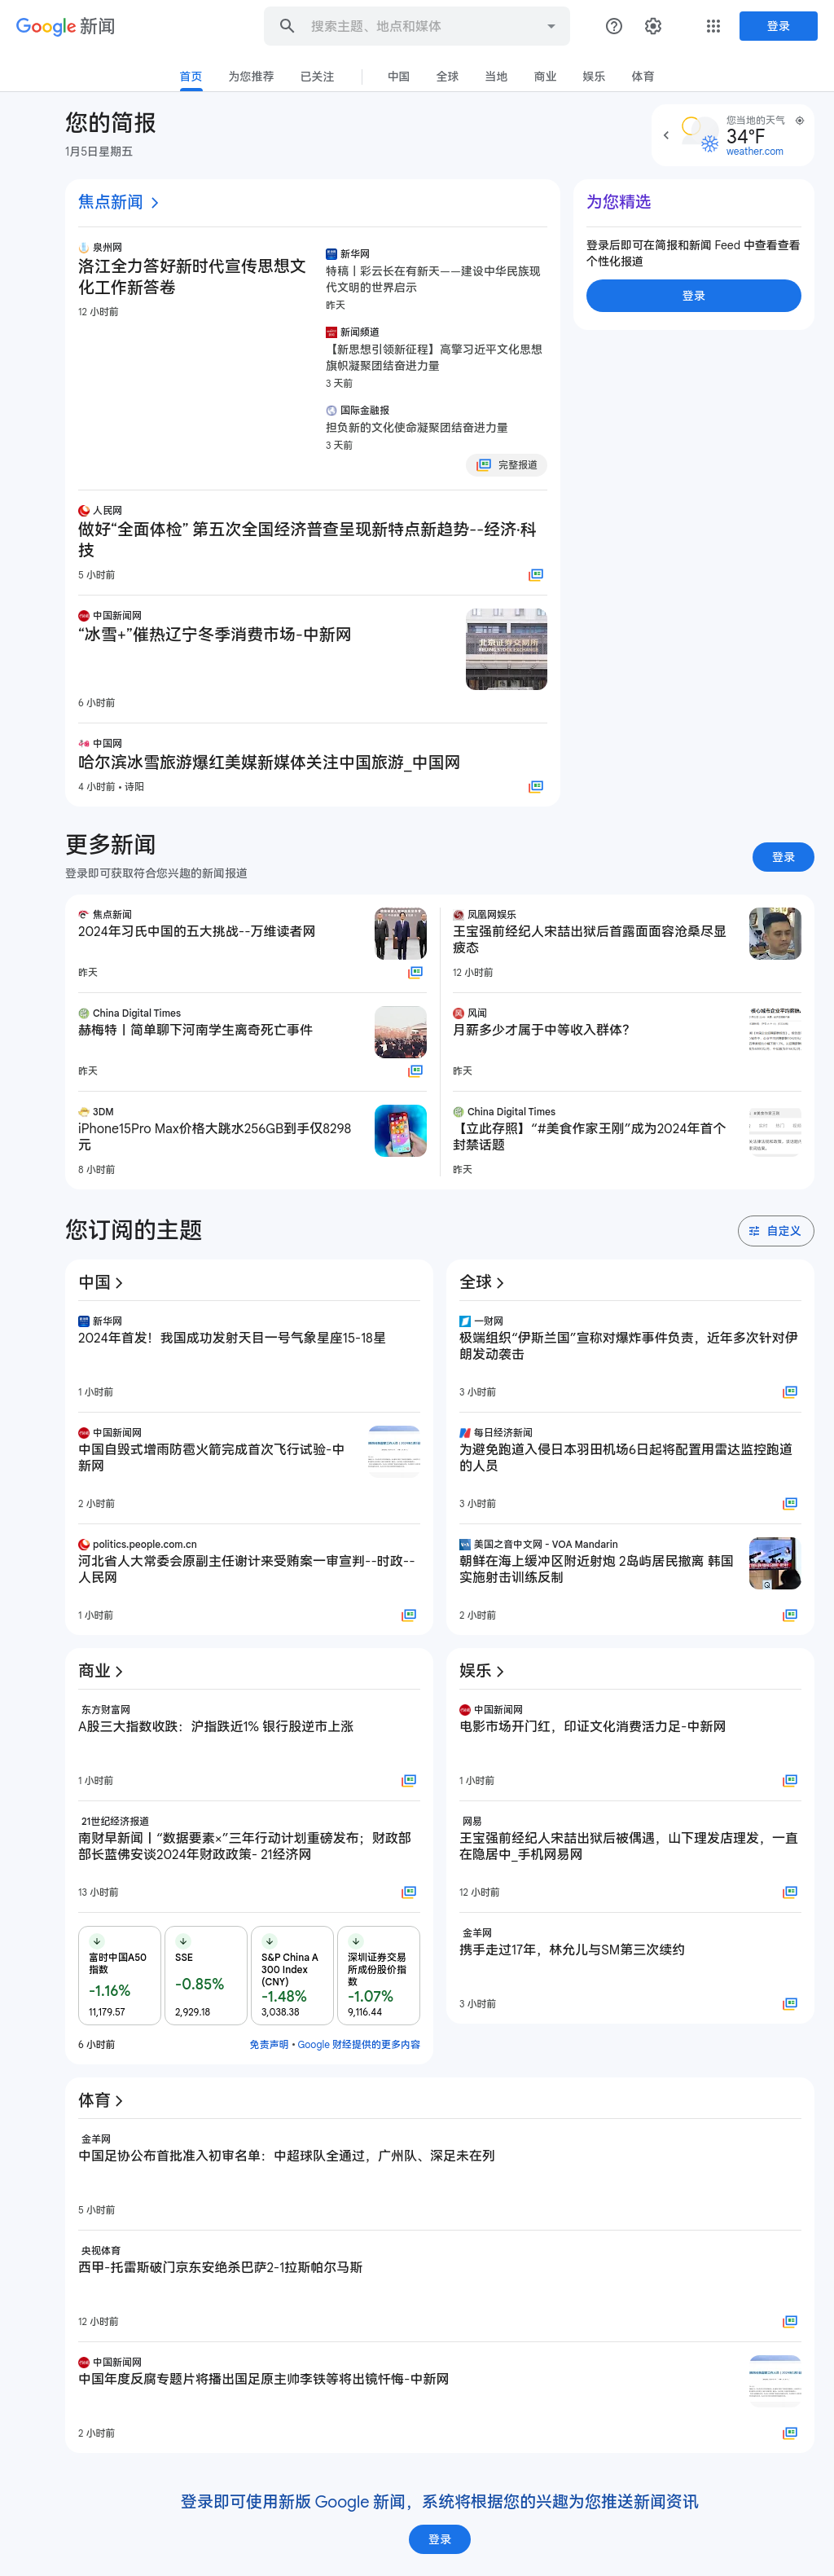 Google 新闻
搜索主题、地点和媒体
登录
首页
为您推荐
已关注
中国
全球
当地
商业
娱乐
体育
您的简报
1月5日星期五
您当地的天气
34°F
weather.com
焦点新闻
泉州网
洛江全力答好新时代宣传思想文
化工作新答卷
12 小时前
新华网
特稿丨彩云长在有新天——建设中华民族现
代文明的世界启示
昨天
新闻频道
【新思想引领新征程】高擎习近平文化思想
旗帜凝聚团结奋进力量
3 天前
国际金融报
担负新的文化使命凝聚团结奋进力量
3 天前
完整报道
为您精选
登录后即可在简报和新闻 Feed 中查看查看
个性化报道
登录
人民网
做好“全面体检” 第五次全国经济普查呈现新特点新趋势--经济·科
技
5 小时前
中国新闻网
“冰雪+”催热辽宁冬季消费市场-中新网
北京证券交易所
BEIJING STOCK EXCHANGE
6 小时前
中国网
哈尔滨冰雪旅游爆红美媒新媒体关注中国旅游_中国网
4 小时前 • 诗阳
更多新闻
登录即可获取符合您兴趣的新闻报道
登录
焦点新闻
2024年习氏中国的五大挑战--万维读者网
昨天
China Digital Times
赫梅特丨简单聊下河南学生离奇死亡事件
昨天
3DM
iPhone15Pro Max价格大跳水256GB到手仅8298
元
8 小时前
凤凰网娱乐
王宝强前经纪人宋喆出狱后首露面面容沧桑尽显
疲态
12 小时前
风闻
月薪多少才属于中等收入群体？
昨天
China Digital Times
【立此存照】“#美食作家王刚”成为2024年首个
封禁话题
昨天
您订阅的主题
自定义
中国
新华网
2024年首发！我国成功发射天目一号气象星座15-18星
1 小时前
中国新闻网
中国自毁式增雨防雹火箭完成首次飞行试验-中
新网
2 小时前
politics.people.com.cn
河北省人大常委会原副主任谢计来受贿案一审宣判--时政--
人民网
1 小时前
全球
一财网
极端组织“伊斯兰国”宣称对爆炸事件负责，近年多次针对伊
朗发动袭击
3 小时前
每日经济新闻
为避免跑道入侵日本羽田机场6日起将配置用雷达监控跑道
的人员
3 小时前
美国之音中文网 - VOA Mandarin
朝鲜在海上缓冲区附近射炮 2岛屿居民撤离 韩国
实施射击训练反制
2 小时前
商业
东方财富网
A股三大指数收跌：沪指跌近1% 银行股逆市上涨
1 小时前
21世纪经济报道
南财早新闻丨“数据要素×”三年行动计划重磅发布；财政部
部长蓝佛安谈2024年财政政策- 21经济网
13 小时前
富时中国A50
指数
-1.16%
11,179.57
SSE
-0.85%
2,929.18
S&P China A
300 Index
(CNY)
-1.48%
3,038.38
深圳证券交易
所成份股价指
数
-1.07%
9,116.44
6 小时前
免责声明 • Google 财经提供的更多内容
娱乐
中国新闻网
电影市场开门红，印证文化消费活力足-中新网
1 小时前
网易
王宝强前经纪人宋喆出狱后被偶遇，山下理发店理发，一直
在隐居中_手机网易网
12 小时前
金羊网
携手走过17年，林允儿与SM第三次续约
3 小时前
体育
金羊网
中国足协公布首批准入初审名单：中超球队全通过，广州队、深足未在列
5 小时前
央视体育
西甲-托雷斯破门京东安绝杀巴萨2-1拉斯帕尔马斯
12 小时前
中国新闻网
中国年度反腐专题片将播出国足原主帅李铁等将出镜忏悔-中新网
2 小时前
登录即可使用新版 Google 新闻，系统将根据您的兴趣为您推送新闻资讯
登录